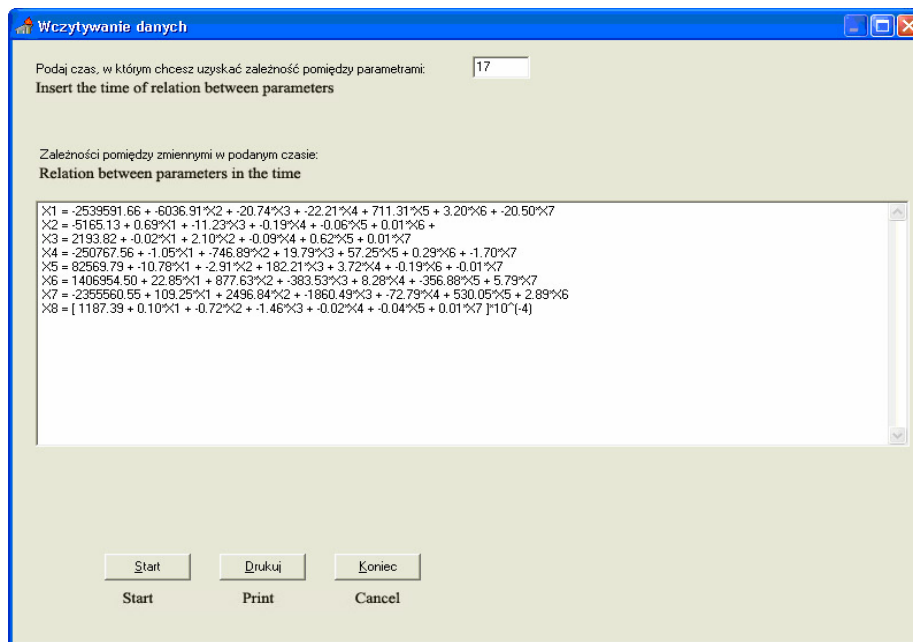 Wczytywanie danych
Podaj czas, w którym chcesz uzyskać zależność pomiędzy parametrami: 17
Insert the time of relation between parameters
Zależności pomiędzy zmiennymi w podanym czasie:
Relation between parameters in the time
X1 = -2539591.66 + -6036.91*X2 + -20.74*X3 + -22.21*X4 + 711.31*X5 + 3.20*X6 + -20.50*X7
X2 = -5165.13 + 0.69*X1 + -11.23*X3 + -0.19*X4 + -0.06*X5 + 0.01*X6 +
X3 = 2193.82 + -0.02*X1 + 2.10*X2 + -0.09*X4 + 0.62*X5 + 0.01*X7
X4 = -250767.56 + -1.05*X1 + -746.89*X2 + 19.79*X3 + 57.25*X5 + 0.29*X6 + -1.70*X7
X5 = 82569.79 + -10.78*X1 + -2.91*X2 + 182.21*X3 + 3.72*X4 + -0.19*X6 + -0.01*X7
X6 = 1406954.50 + 22.85*X1 + 877.63*X2 + -383.53*X3 + 8.28*X4 + -356.88*X5 + 5.79*X7
X7 = -2355560.55 + 109.25*X1 + 2496.84*X2 + -1860.49*X3 + -72.79*X4 + 530.05*X5 + 2.89*X6
X8 = [ 1187.39 + 0.10*X1 + -0.72*X2 + -1.46*X3 + -0.02*X4 + -0.04*X5 + 0.01*X7 ]*10^(-4)
Start Drukuj Koniec
Start Print Cancel